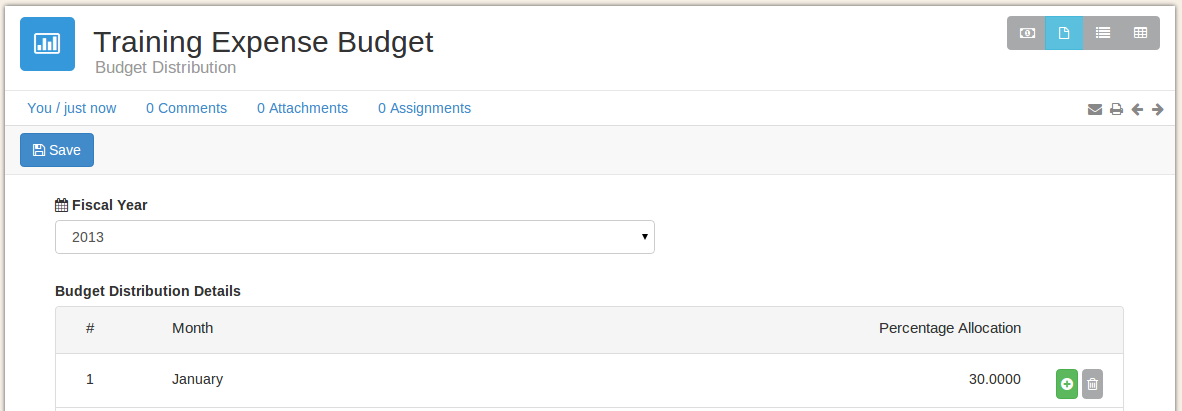 Training Expense Budget
Budget Distribution
You / just now 0 Comments 0 Attachments 0 Assignments
Save
Fiscal Year
2013
Budget Distribution Details
# Month Percentage Allocation
1 January 30.0000